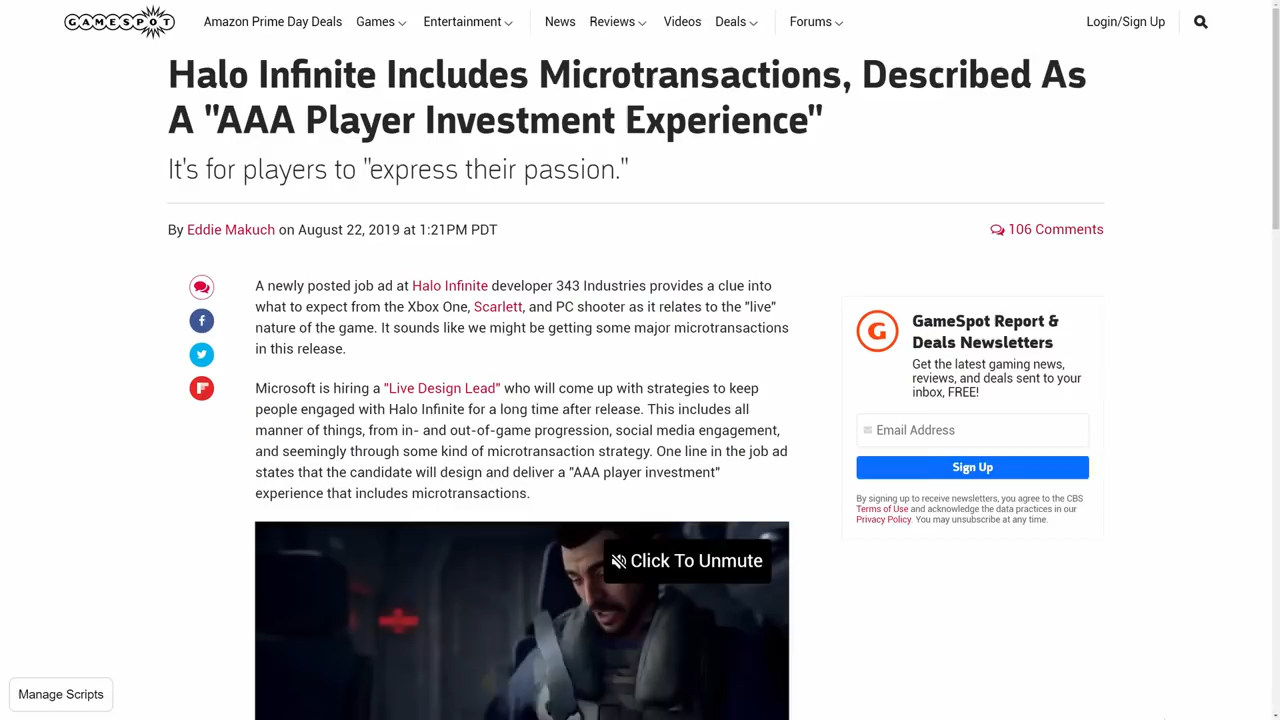 GAMESPOT
Amazon Prime Day Deals Games Entertainment News Reviews Videos Deals Forums Login/Sign Up
Halo Infinite Includes Microtransactions, Described As
A "AAA Player Investment Experience"
It's for players to "express their passion."
By Eddie Makuch on August 22, 2019 at 1:21PM PDT
106 Comments
A newly posted job ad at Halo Infinite developer 343 Industries provides a clue into
what to expect from the Xbox One, Scarlett, and PC shooter as it relates to the "live"
nature of the game. It sounds like we might be getting some major microtransactions
in this release.
Microsoft is hiring a "Live Design Lead" who will come up with strategies to keep
people engaged with Halo Infinite for a long time after release. This includes all
manner of things, from in- and out-of-game progression, social media engagement,
and seemingly through some kind of microtransaction strategy. One line in the job ad
states that the candidate will design and deliver a "AAA player investment"
experience that includes microtransactions.
Click To Unmute
G
GameSpot Report &
Deals Newsletters
Get the latest gaming news,
reviews, and deals sent to your
inbox, FREE!
Email Address
Sign Up
By signing up to receive newsletters, you agree to the CBS
Terms of Use and acknowledge the data practices in our
Privacy Policy. You may unsubscribe at any time.
Manage Scripts